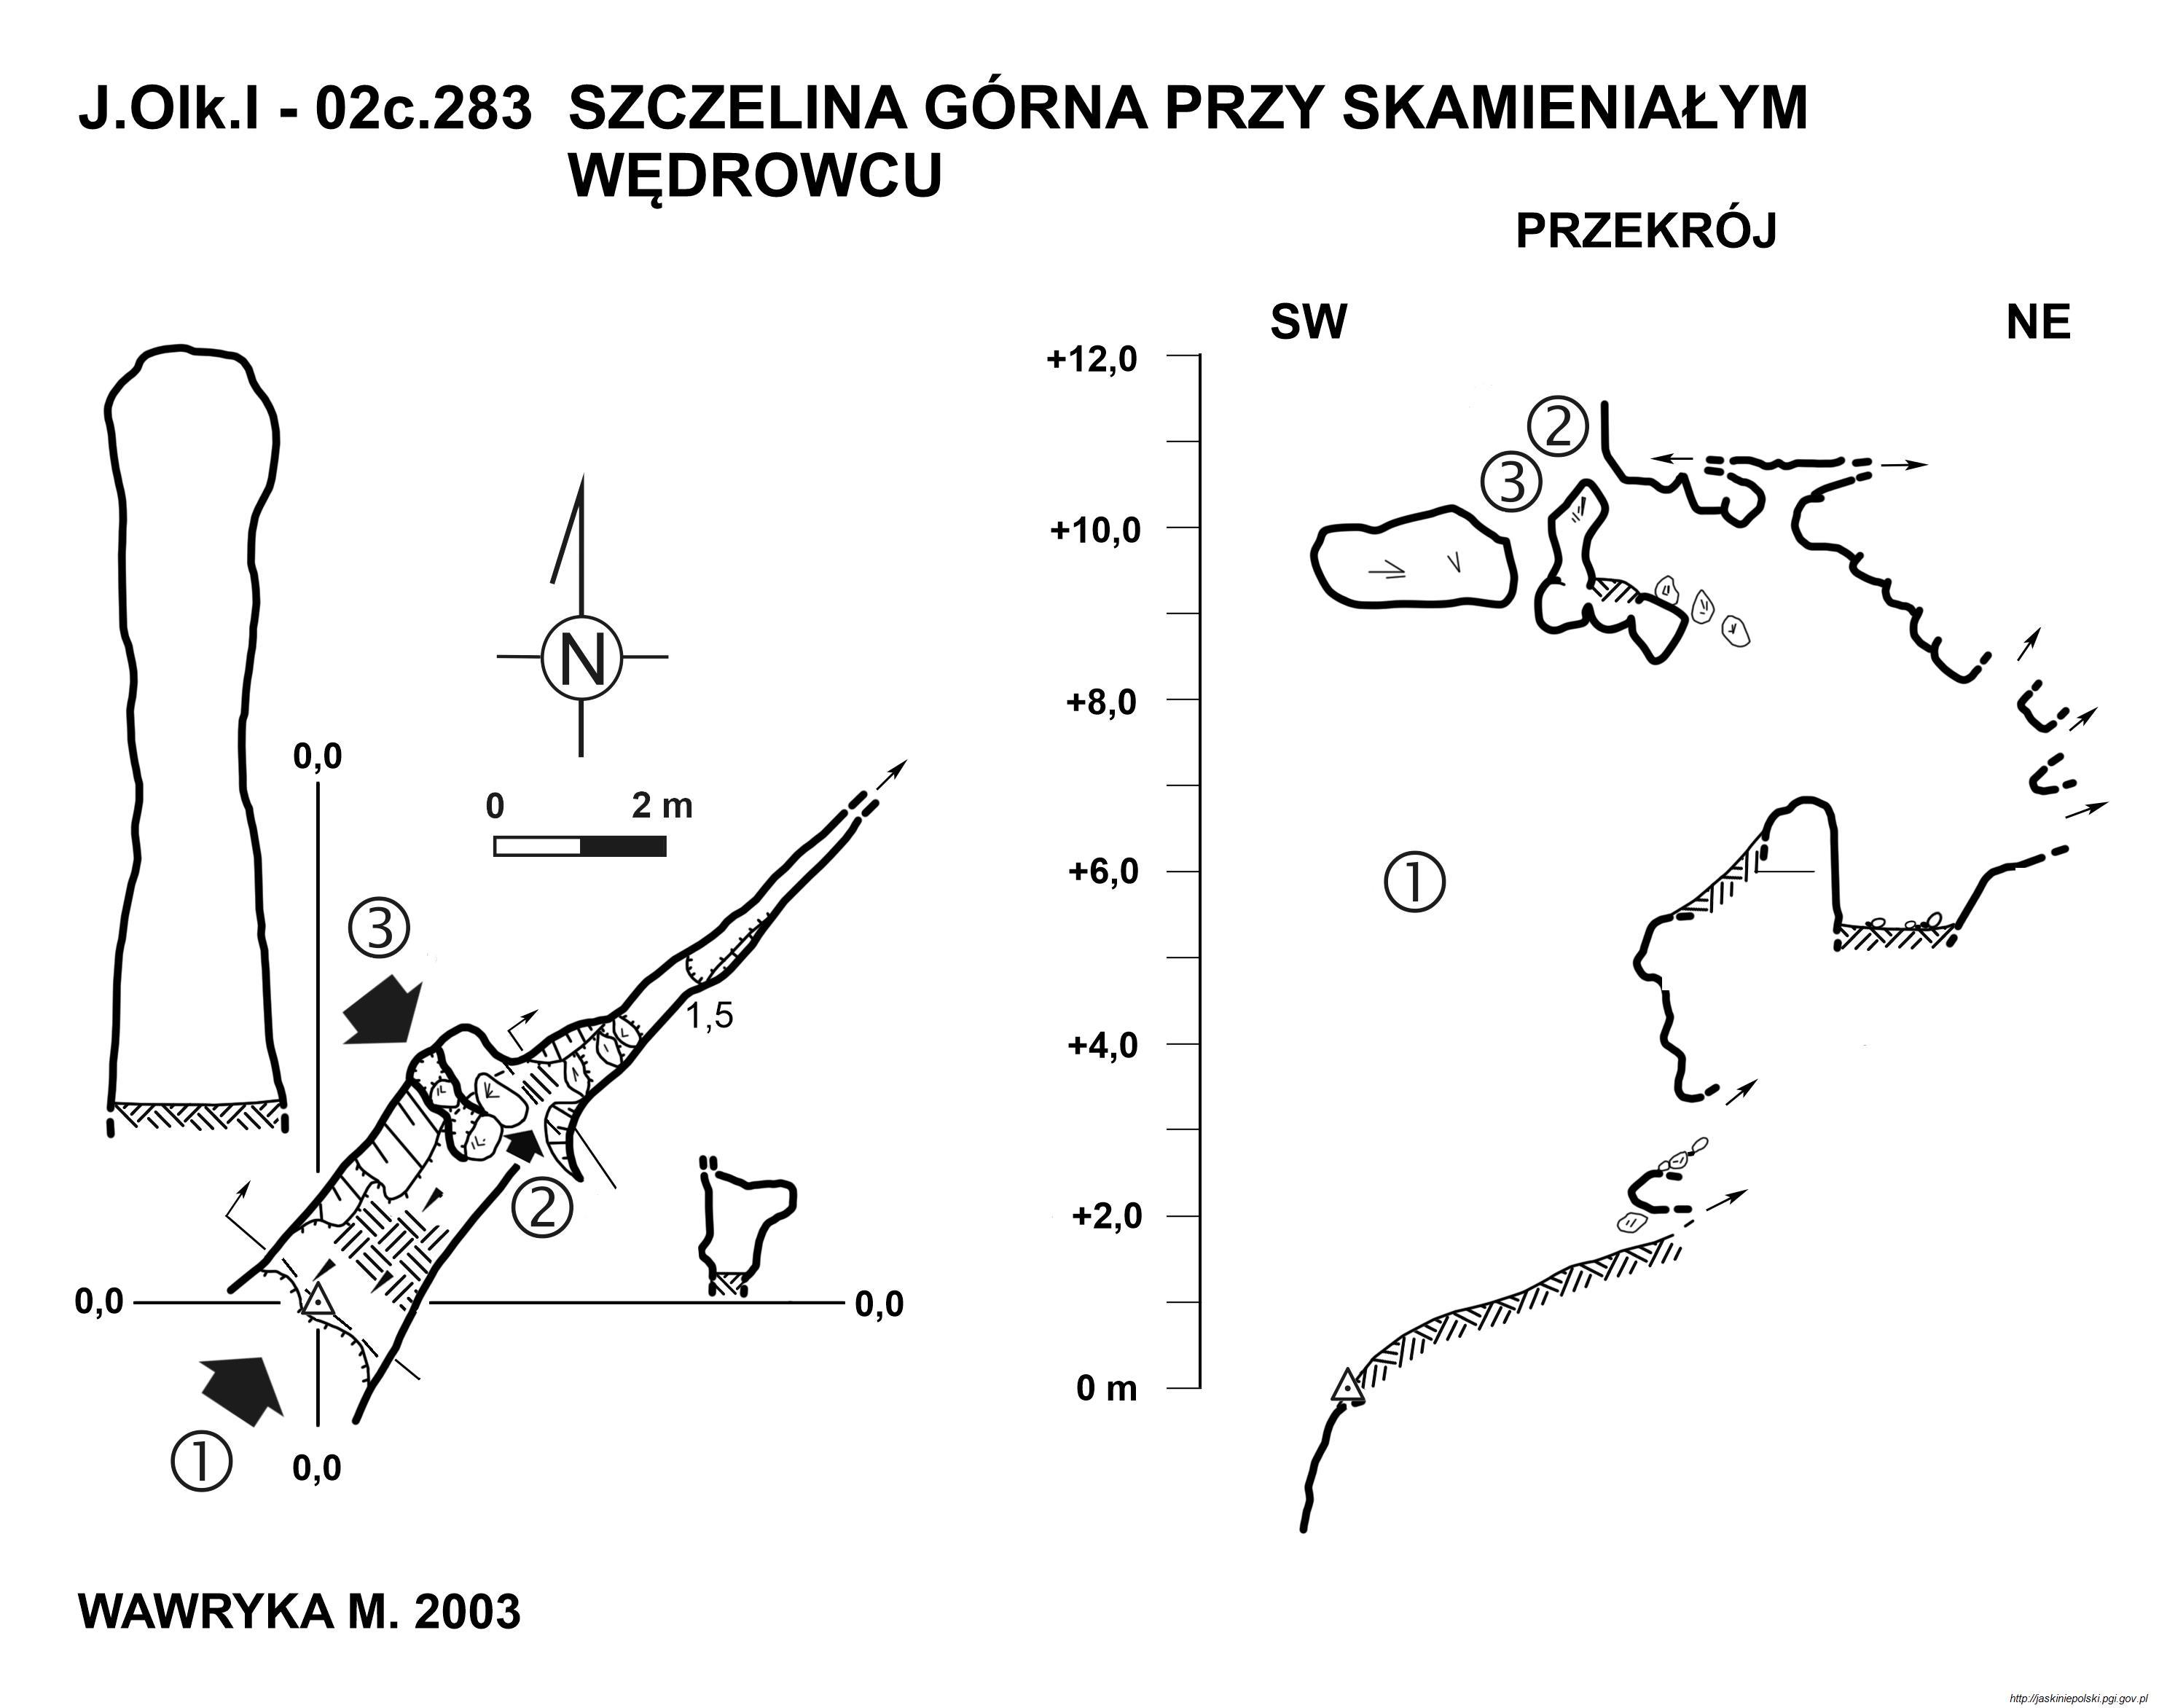 J.Olk.I - 02c.283 SZCZELINA GÓRNA PRZY SKAMIENIAŁYM
WĘDROWCU
PRZEKRÓJ
SW
NE
+12,0
②
③
+10,0
N
+8,0
0,0
0
2 m
+6,0
①
③
1,5
+4,0
②
+2,0
0,0
0,0
0 m
①
0,0
WAWRYKA M. 2003
http://jaskiniepolski.pgi.gov.pl